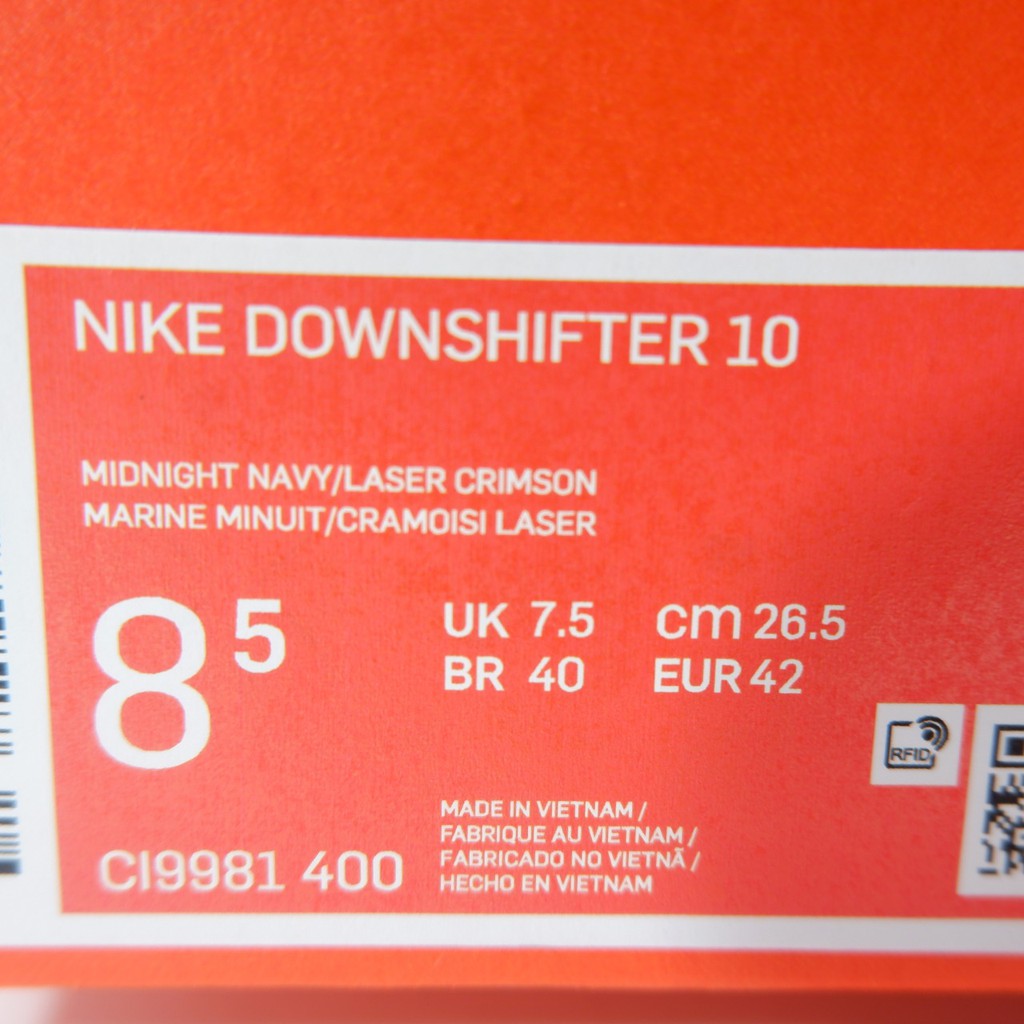 NIKE DOWNSHIFTER 10
MIDNIGHT NAVY/LASER CRIMSON
MARINE MINUIT/CRAMOISI LASER
8 5
UK 7.5 cm 26.5
BR 40 EUR 42
RFID
MADE IN VIETNAM /
FABRIQUE AU VIETNAM /
FABRICADO NO VIETNÃ /
HECHO EN VIETNAM
CI9981 400